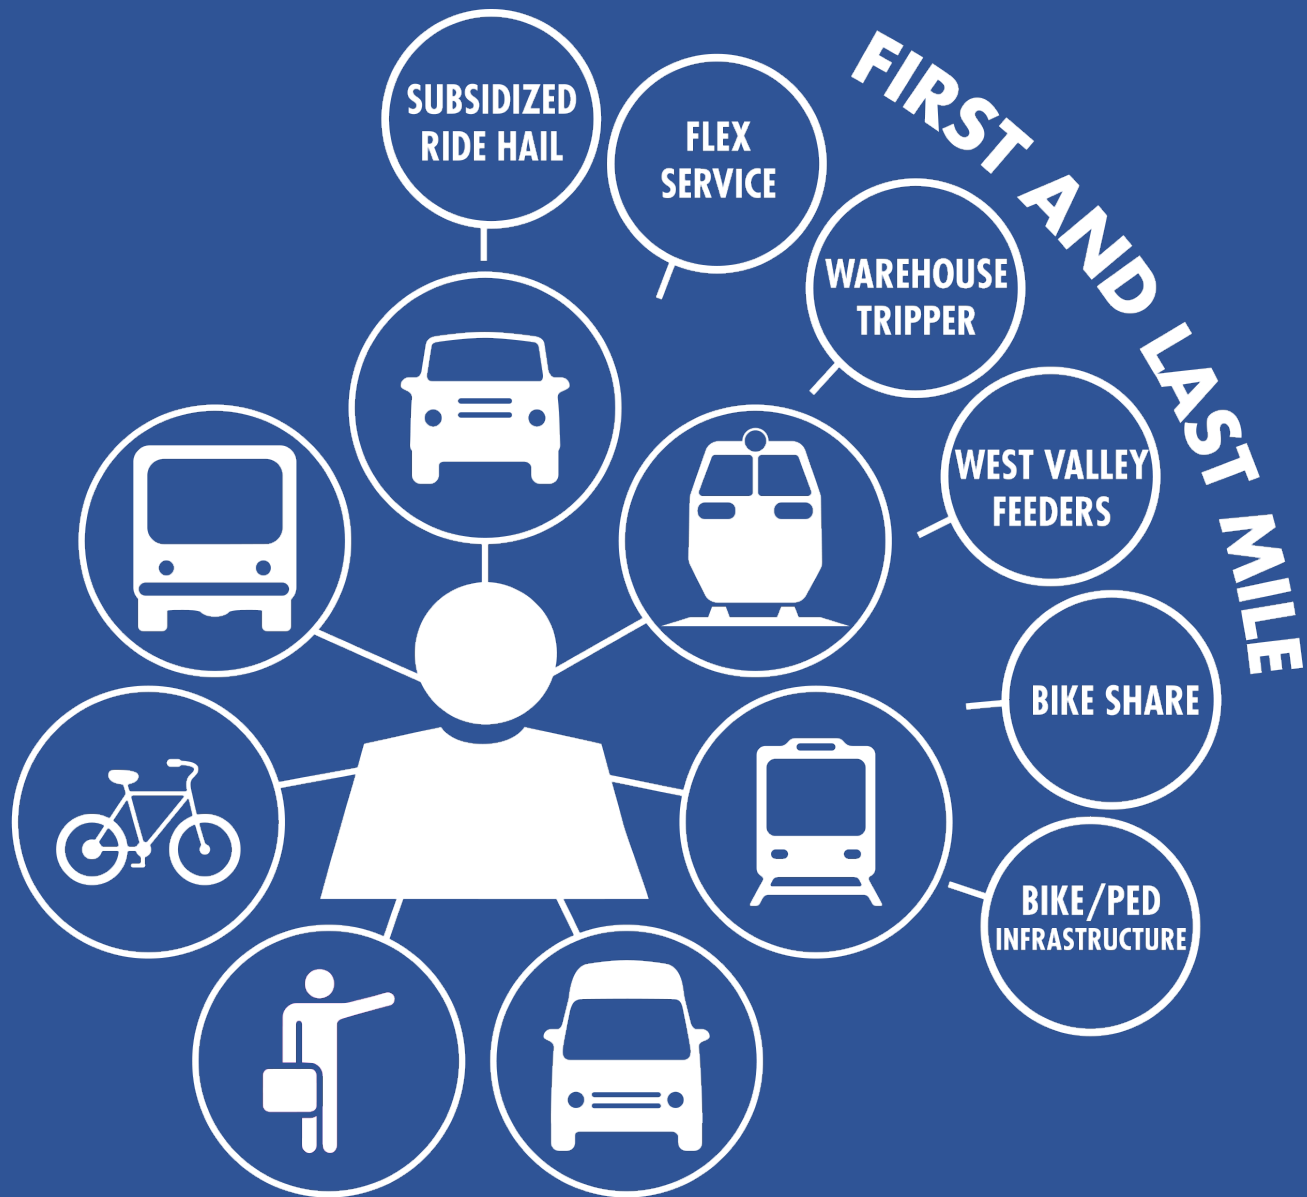 FIRST AND LAST MILE
SUBSIDIZED
RIDE HAIL
FLEX
SERVICE
WAREHOUSE
TRIPPER
WEST VALLEY
FEEDERS
BIKE SHARE
BIKE/PED
INFRASTRUCTURE